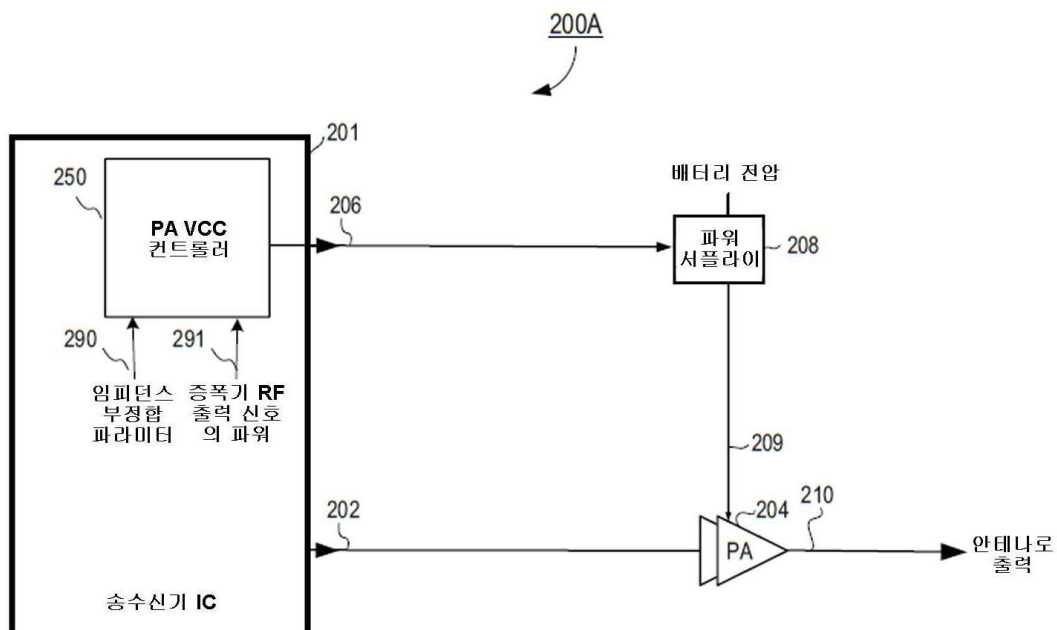 200A
201
250
PA VCC
컨트롤러
206
배터리 전압
파워
서플라이
208
290
291
임피던스
부정합
파라미터
증폭기 RF
출력 신호
의 파워
209
202
204
210
PA
안테나로
출력
송수신기 IC